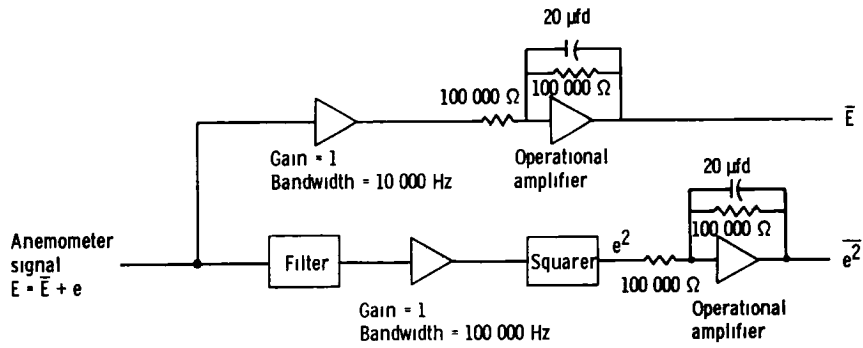 20 μfd
100 000 Ω
100 000 Ω
Ē
Gain = 1
Bandwidth = 10 000 Hz
Operational
amplifier
20 μfd
100 000 Ω
Anemometer
signal
E = Ē + e
Filter
Squarer
e²
e̅²̅
100 000 Ω
Gain = 1
Bandwidth = 100 000 Hz
Operational
amplifier